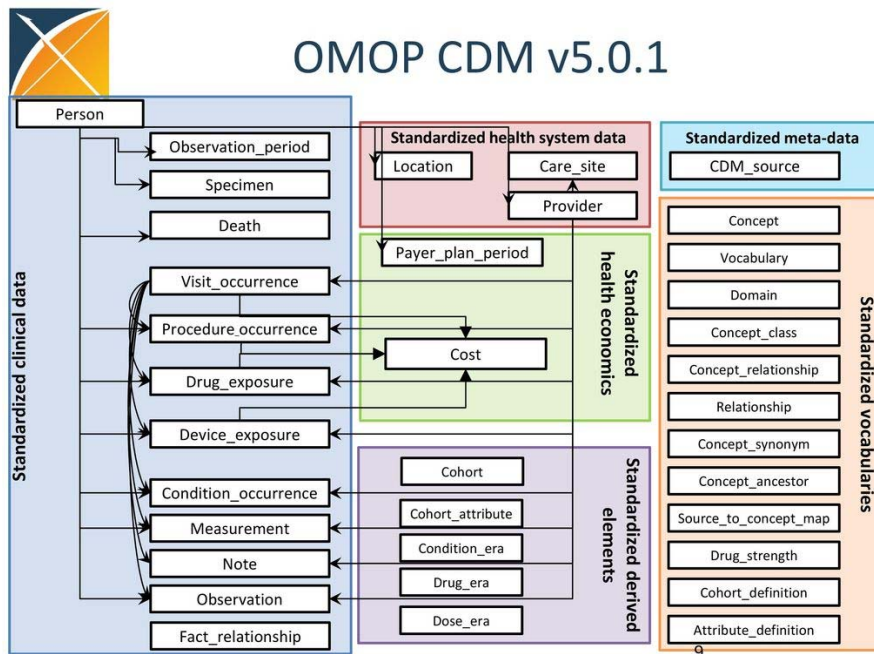 OMOP CDM v5.0.1
Standardized clinical data
Person
Observation_period
Specimen
Death
Visit_occurrence
Procedure_occurrence
Drug_exposure
Device_exposure
Condition_occurrence
Measurement
Note
Observation
Fact_relationship
Standardized health system data
Location
Care_site
Provider
Payer_plan_period
Cost
Standardized
health economics
Cohort
Cohort_attribute
Condition_era
Drug_era
Dose_era
Standardized derived
elements
Standardized meta-data
CDM_source
Concept
Vocabulary
Domain
Concept_class
Concept_relationship
Relationship
Concept_synonym
Concept_ancestor
Source_to_concept_map
Drug_strength
Cohort_definition
Attribute_definition
Standardized vocabularies
9